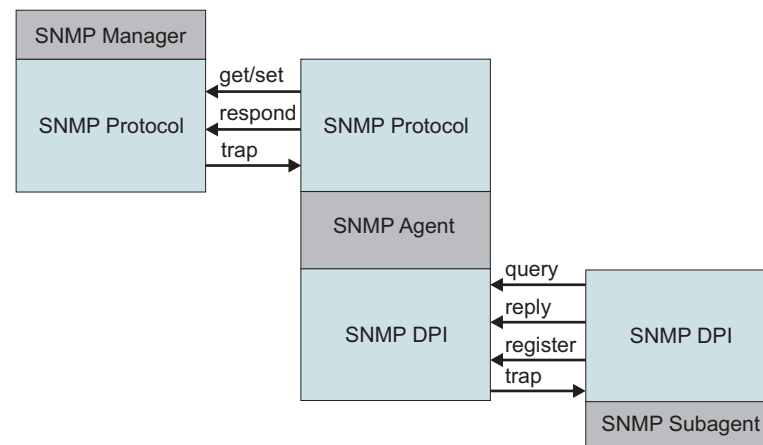 SNMP Manager
SNMP Protocol
get/set
respond
trap
SNMP Protocol
SNMP Agent
SNMP DPI
query
reply
register
trap
SNMP DPI
SNMP Subagent